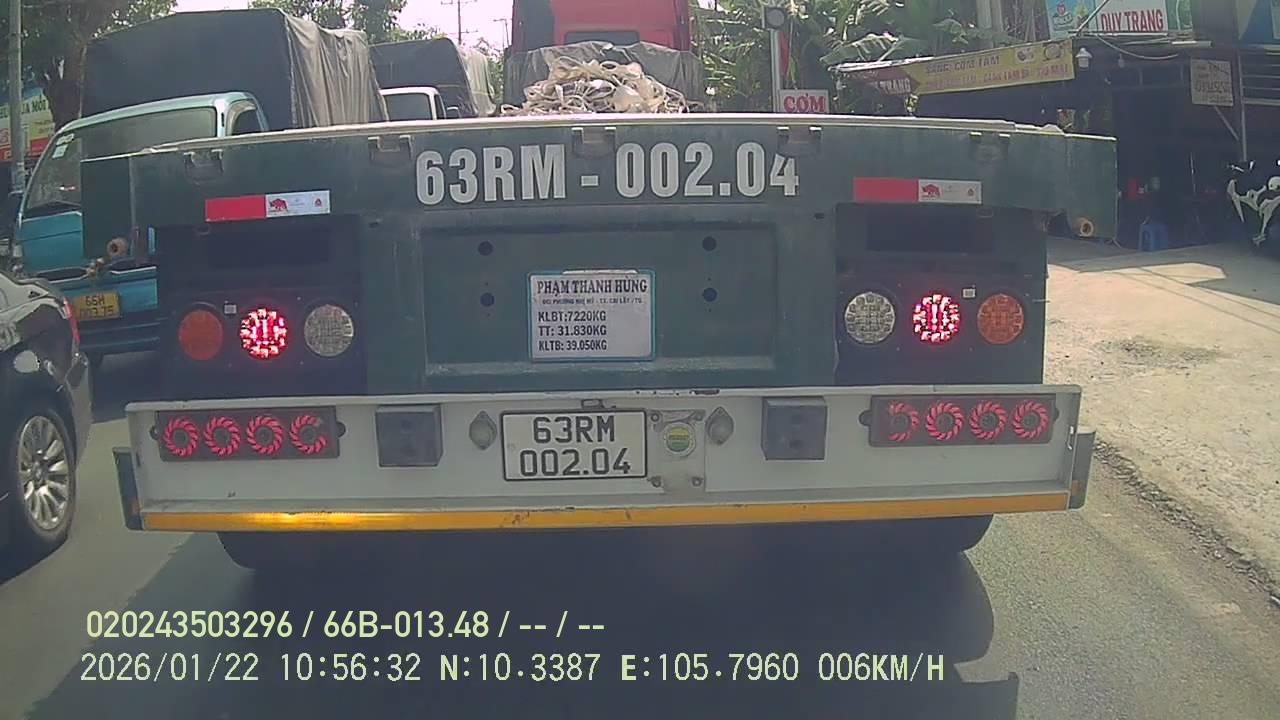 DUY TRANG
CƠM
63RM - 002.04
66H
PHẠM THANH HÙNG
KLBT:7220KG
TT: 31.830KG
KLTB: 39.050KG
63RM
002.04
020243503296 / 66B-013.48 / -- / --
2026/01/22 10:56:32 N:10.3387 E:105.7960 006KM/H